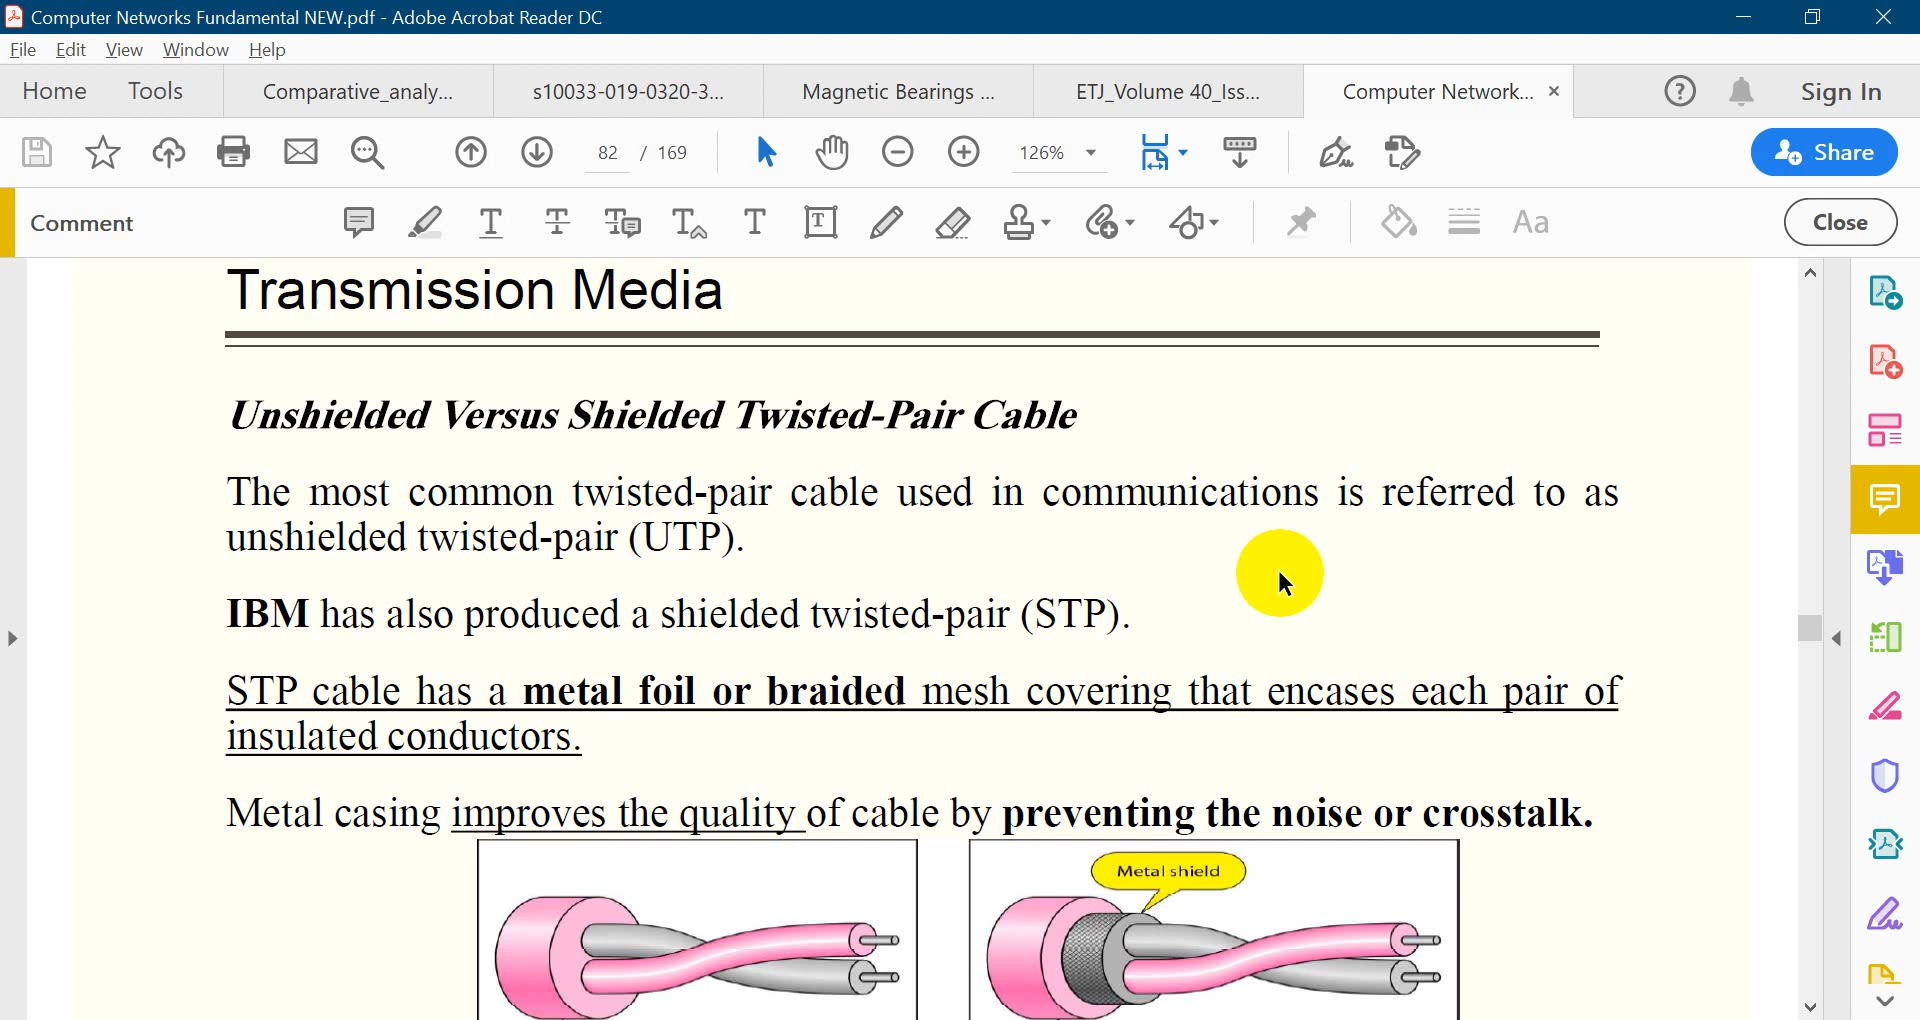 Computer Networks Fundamental NEW.pdf - Adobe Acrobat Reader DC
File Edit View Window Help
Home Tools Comparative_analy... s10033-019-0320-3... Magnetic Bearings ... ETJ_Volume 40_Iss... Computer Network... × Sign In
82 / 169 126% Share
Comment T T T T T T Aa Close
Transmission Media
Unshielded Versus Shielded Twisted-Pair Cable
The most common twisted-pair cable used in communications is referred to as
unshielded twisted-pair (UTP).
IBM has also produced a shielded twisted-pair (STP).
STP cable has a metal foil or braided mesh covering that encases each pair of
insulated conductors.
Metal casing improves the quality of cable by preventing the noise or crosstalk.
Metal shield